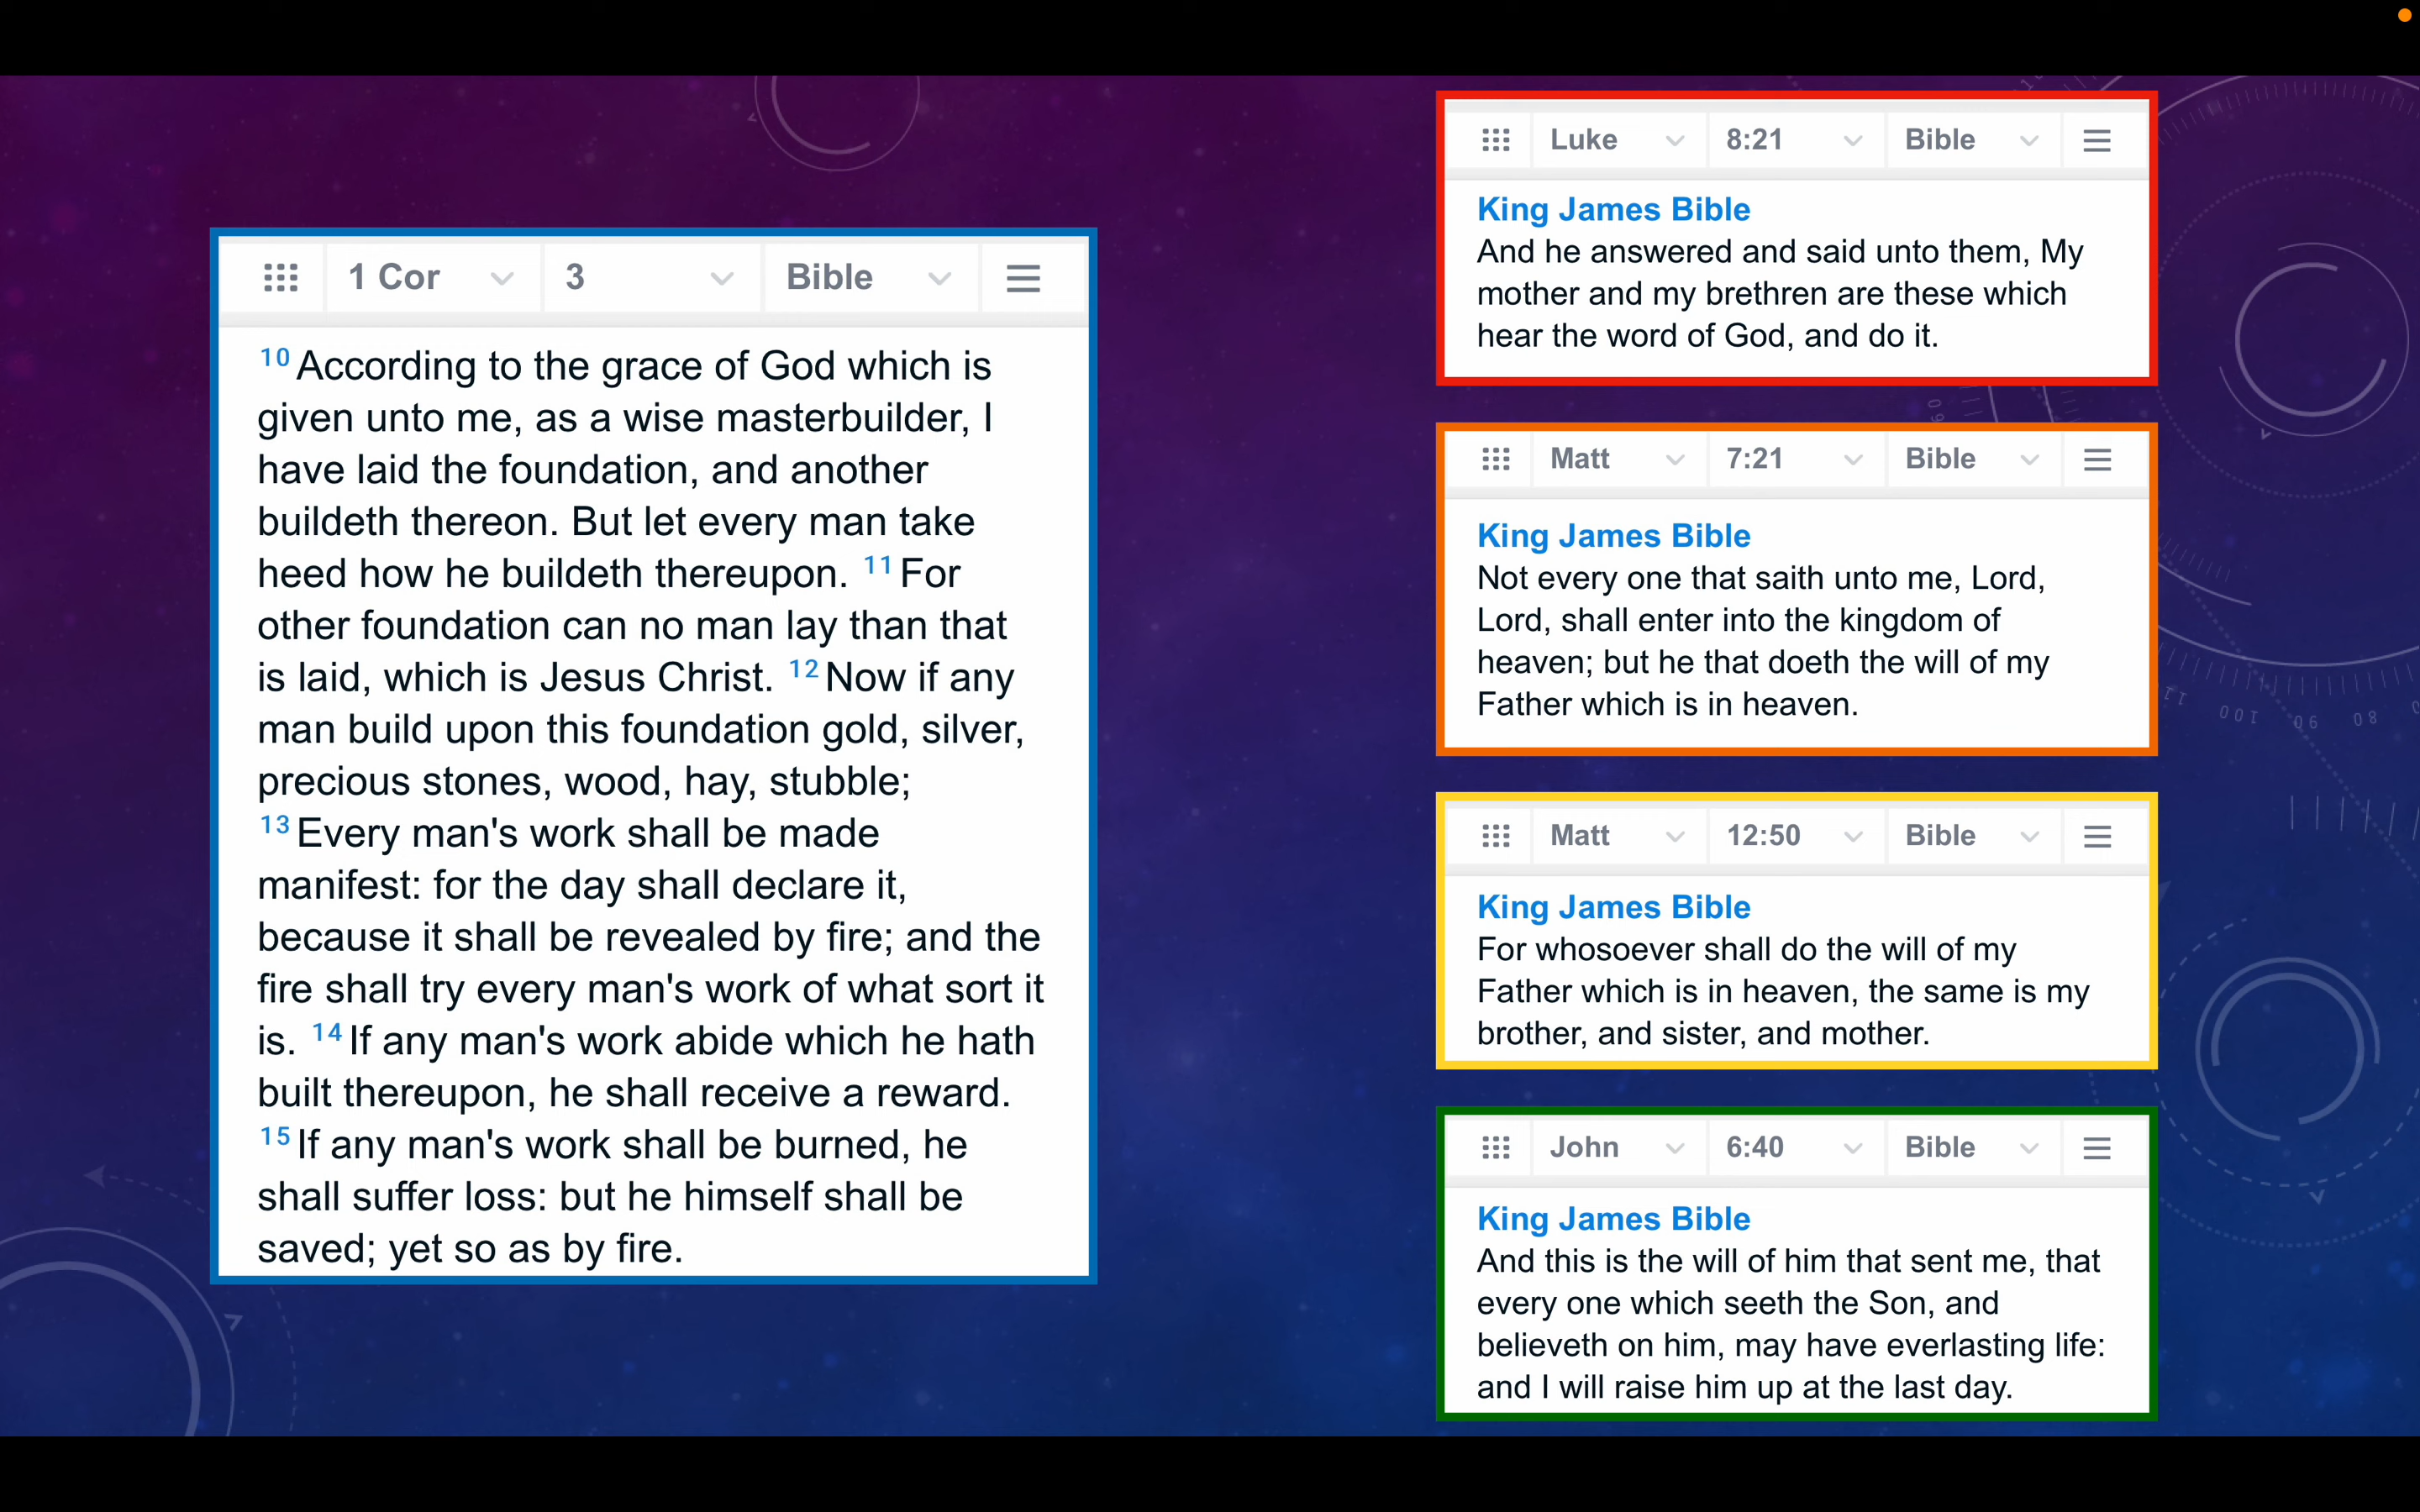 1 Cor 3 Bible
10 According to the grace of God which is
given unto me, as a wise masterbuilder, I
have laid the foundation, and another
buildeth thereon. But let every man take
heed how he buildeth thereupon. 11 For
other foundation can no man lay than that
is laid, which is Jesus Christ. 12 Now if any
man build upon this foundation gold, silver,
precious stones, wood, hay, stubble;
13 Every man's work shall be made
manifest: for the day shall declare it,
because it shall be revealed by fire; and the
fire shall try every man's work of what sort it
is. 14 If any man's work abide which he hath
built thereupon, he shall receive a reward.
15 If any man's work shall be burned, he
shall suffer loss: but he himself shall be
saved; yet so as by fire.
Luke 8:21 Bible
King James Bible
And he answered and said unto them, My
mother and my brethren are these which
hear the word of God, and do it.
Matt 7:21 Bible
King James Bible
Not every one that saith unto me, Lord,
Lord, shall enter into the kingdom of
heaven; but he that doeth the will of my
Father which is in heaven.
Matt 12:50 Bible
King James Bible
For whosoever shall do the will of my
Father which is in heaven, the same is my
brother, and sister, and mother.
John 6:40 Bible
King James Bible
And this is the will of him that sent me, that
every one which seeth the Son, and
believeth on him, may have everlasting life:
and I will raise him up at the last day.
100 90 80